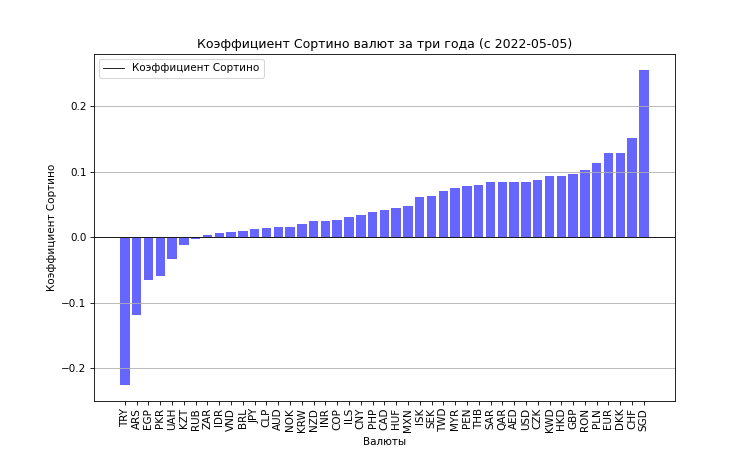 Коэффициент Сортино валют за три года (с 2022-05-05)
Коэффициент Сортино
Коэффициент Сортино
0.2
0.1
0.0
−0.1
−0.2
TRY
ARS
EGP
PKR
UAH
KZT
RUB
ZAR
IDR
VND
BRL
JPY
CLP
AUD
NOK
KRW
NZD
INR
COP
ILS
CNY
PHP
CAD
HUF
MXN
ISK
SEK
TWD
MYR
PEN
THB
SAR
QAR
AED
USD
CZK
KWD
HKD
GBP
RON
PLN
EUR
DKK
CHF
SGD
Валюты